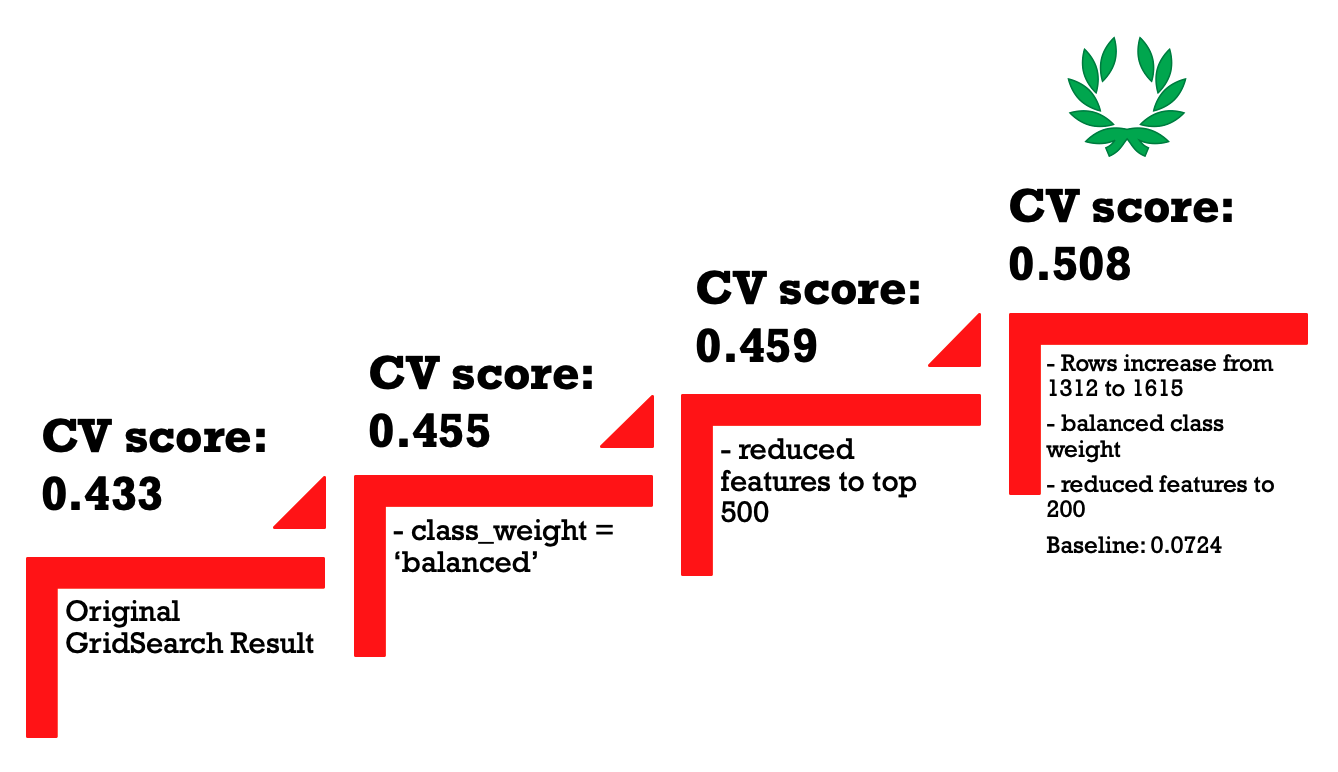 CV score:
0.433
Original
GridSearch Result
CV score:
0.455
- class_weight =
‘balanced’
CV score:
0.459
- reduced
features to top
500
CV score:
0.508
- Rows increase from
1312 to 1615
- balanced class
weight
- reduced features to
200
Baseline: 0.0724